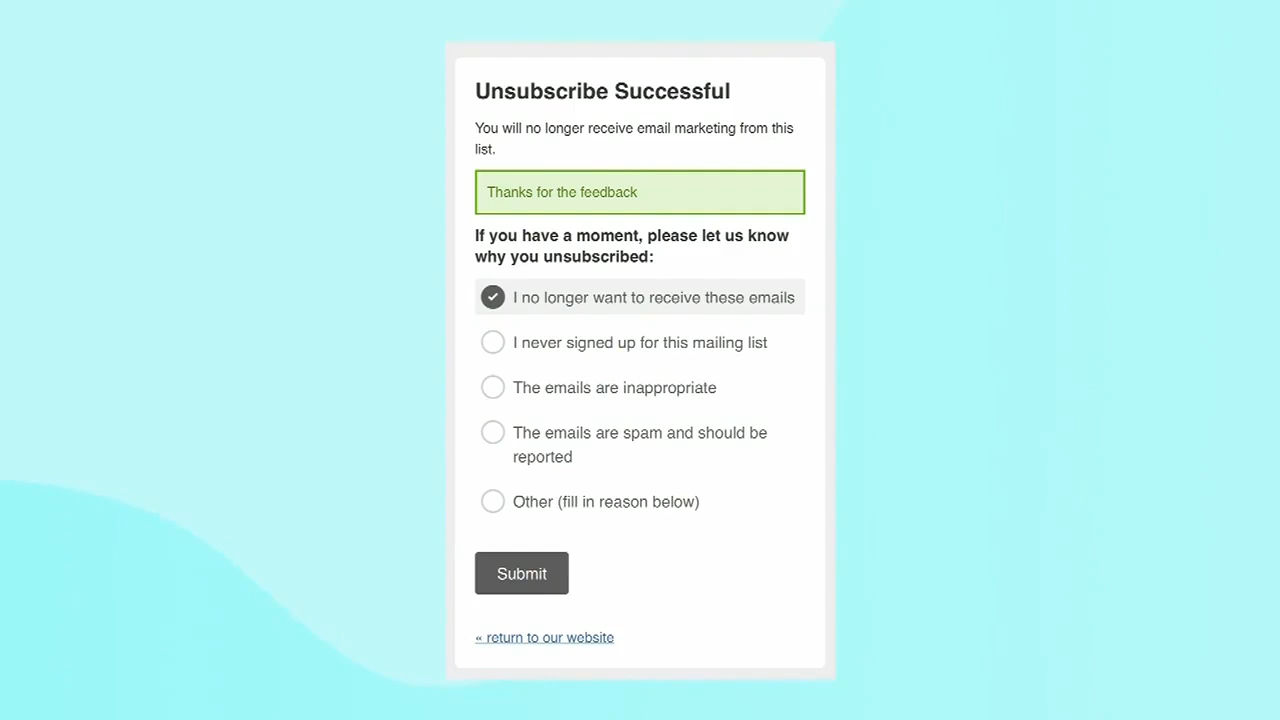 Unsubscribe Successful
You will no longer receive email marketing from this
list.
Thanks for the feedback
If you have a moment, please let us know
why you unsubscribed:
I no longer want to receive these emails
I never signed up for this mailing list
The emails are inappropriate
The emails are spam and should be
reported
Other (fill in reason below)
Submit
« return to our website